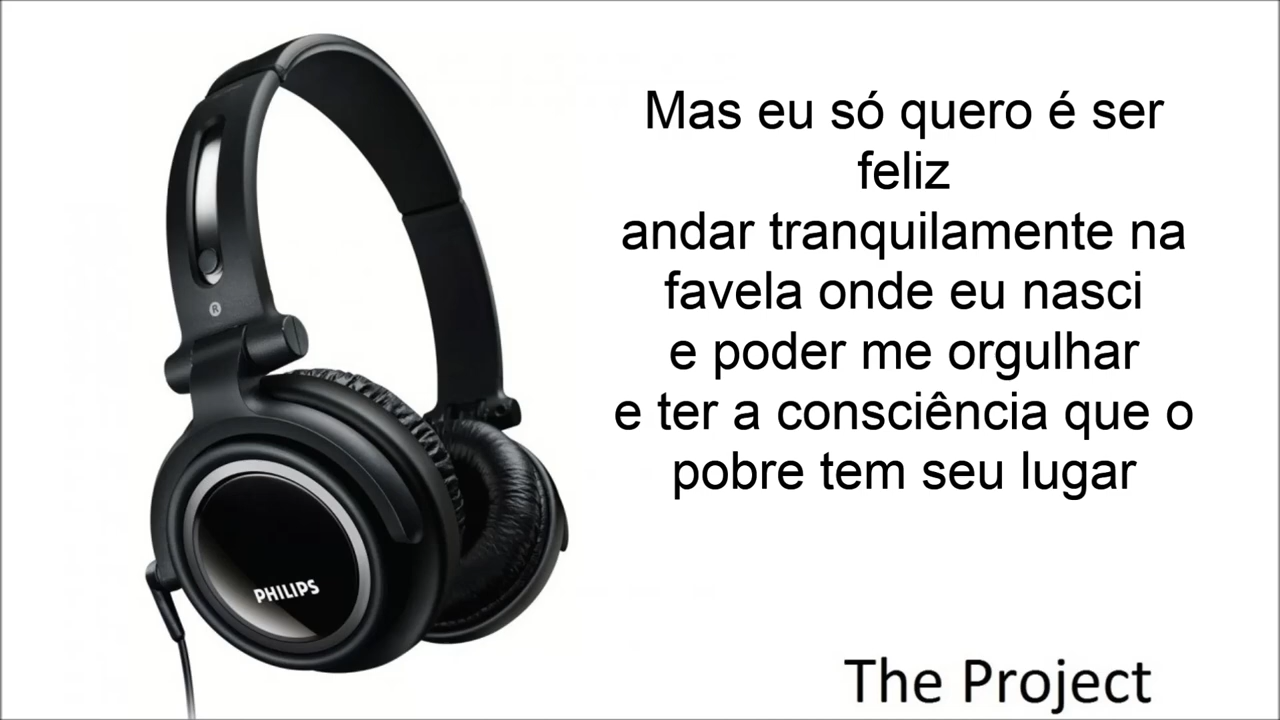 Mas eu só quero é ser
feliz
andar tranquilamente na
favela onde eu nasci
e poder me orgulhar
e ter a consciência que o
pobre tem seu lugar
PHILIPS
The Project